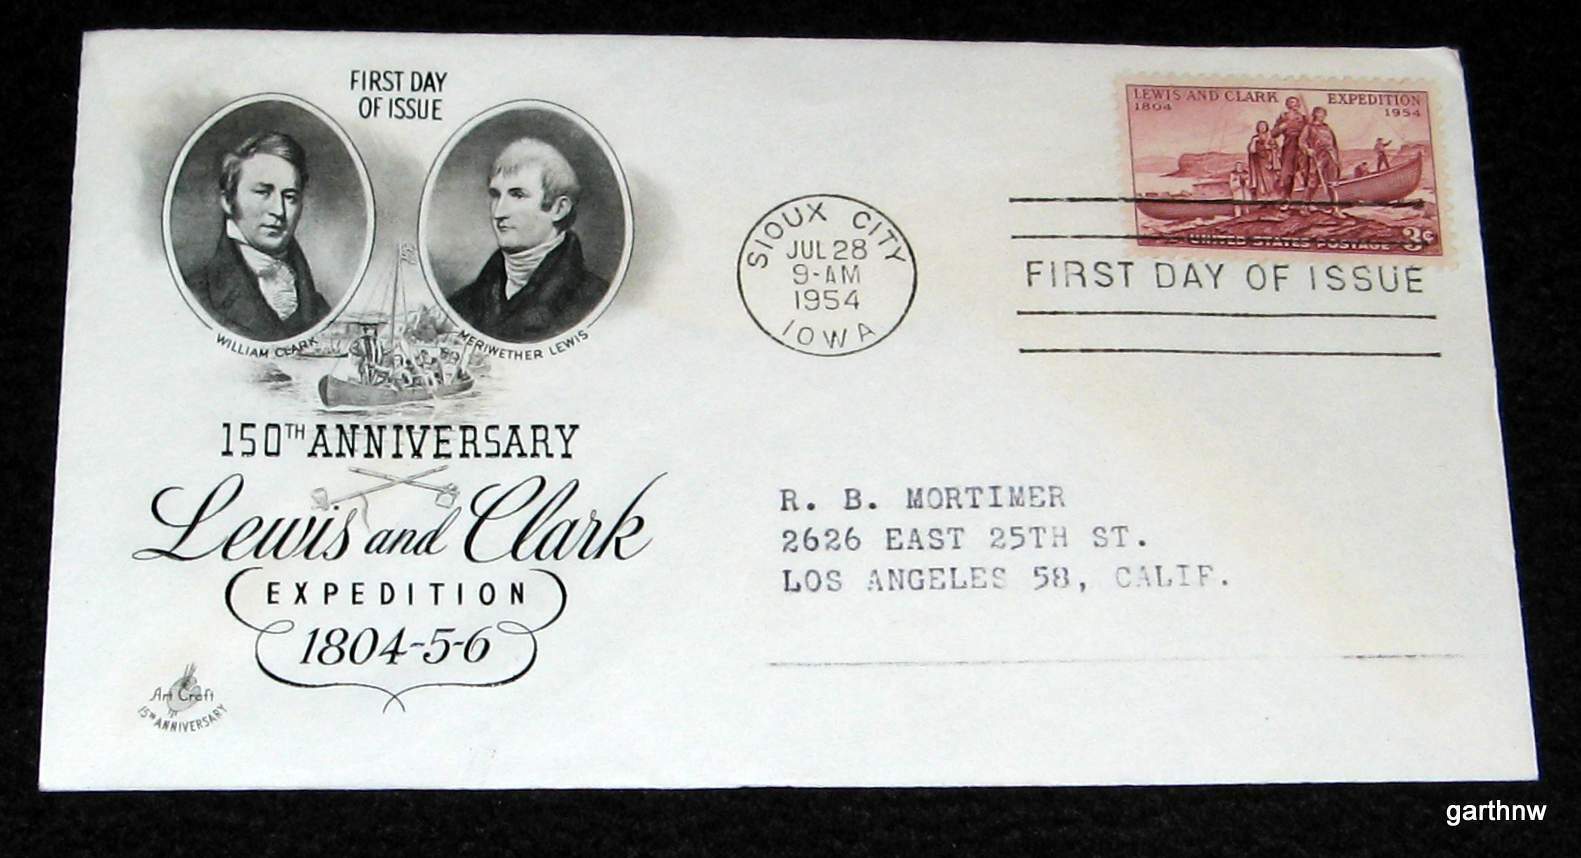 FIRST DAY
OF ISSUE
WILLIAM CLARK
MERIWETHER LEWIS
150TH ANNIVERSARY
Lewis and Clark
EXPEDITION
1804-5-6
Art Craft
15TH ANNIVERSARY
SIOUX CITY
JUL 28
9-AM
1954
IOWA
LEWIS AND CLARK EXPEDITION
1804 1954
UNITED STATES POSTAGE 3¢
FIRST DAY OF ISSUE
R. B. MORTIMER
2626 EAST 25TH ST.
LOS ANGELES 58, CALIF.
garthnw